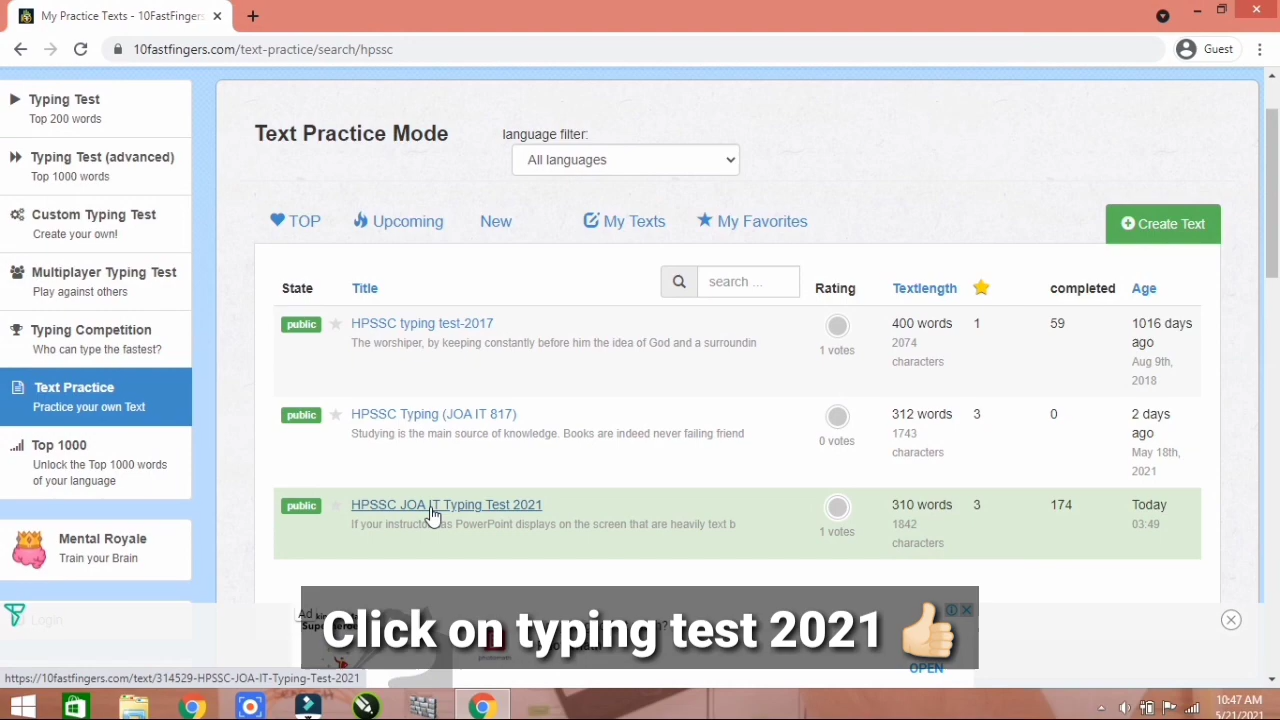 My Practice Texts - 10FastFingers
10fastfingers.com/text-practice/search/hpssc
Guest
Typing Test
Top 200 words
Typing Test (advanced)
Top 1000 words
Custom Typing Test
Create your own!
Multiplayer Typing Test
Play against others
Typing Competition
Who can type the fastest?
Text Practice
Practice your own Text
Top 1000
Unlock the Top 1000 words
of your language
Mental Royale
Train your Brain
Login
Text Practice Mode
language filter:
All languages
TOP
Upcoming
New
My Texts
My Favorites
Create Text
State
Title
search ...
Rating
Textlength
completed
Age
public
HPSSC typing test-2017
The worshiper, by keeping constantly before him the idea of God and a surroundin
1 votes
400 words
2074
characters
1
59
1016 days
ago
Aug 9th,
2018
public
HPSSC Typing (JOA IT 817)
Studying is the main source of knowledge. Books are indeed never failing friend
0 votes
312 words
1743
characters
3
0
2 days
ago
May 18th,
2021
public
HPSSC JOA IT Typing Test 2021
If your instructo as PowerPoint displays on the screen that are heavily text b
1 votes
310 words
1842
characters
3
174
Today
03:49
Ad
Click on typing test 2021
OPEN
https://10fastfingers.com/text/314529-HPSSC-JOA-IT-Typing-Test-2021
10:47 AM
5/21/2021